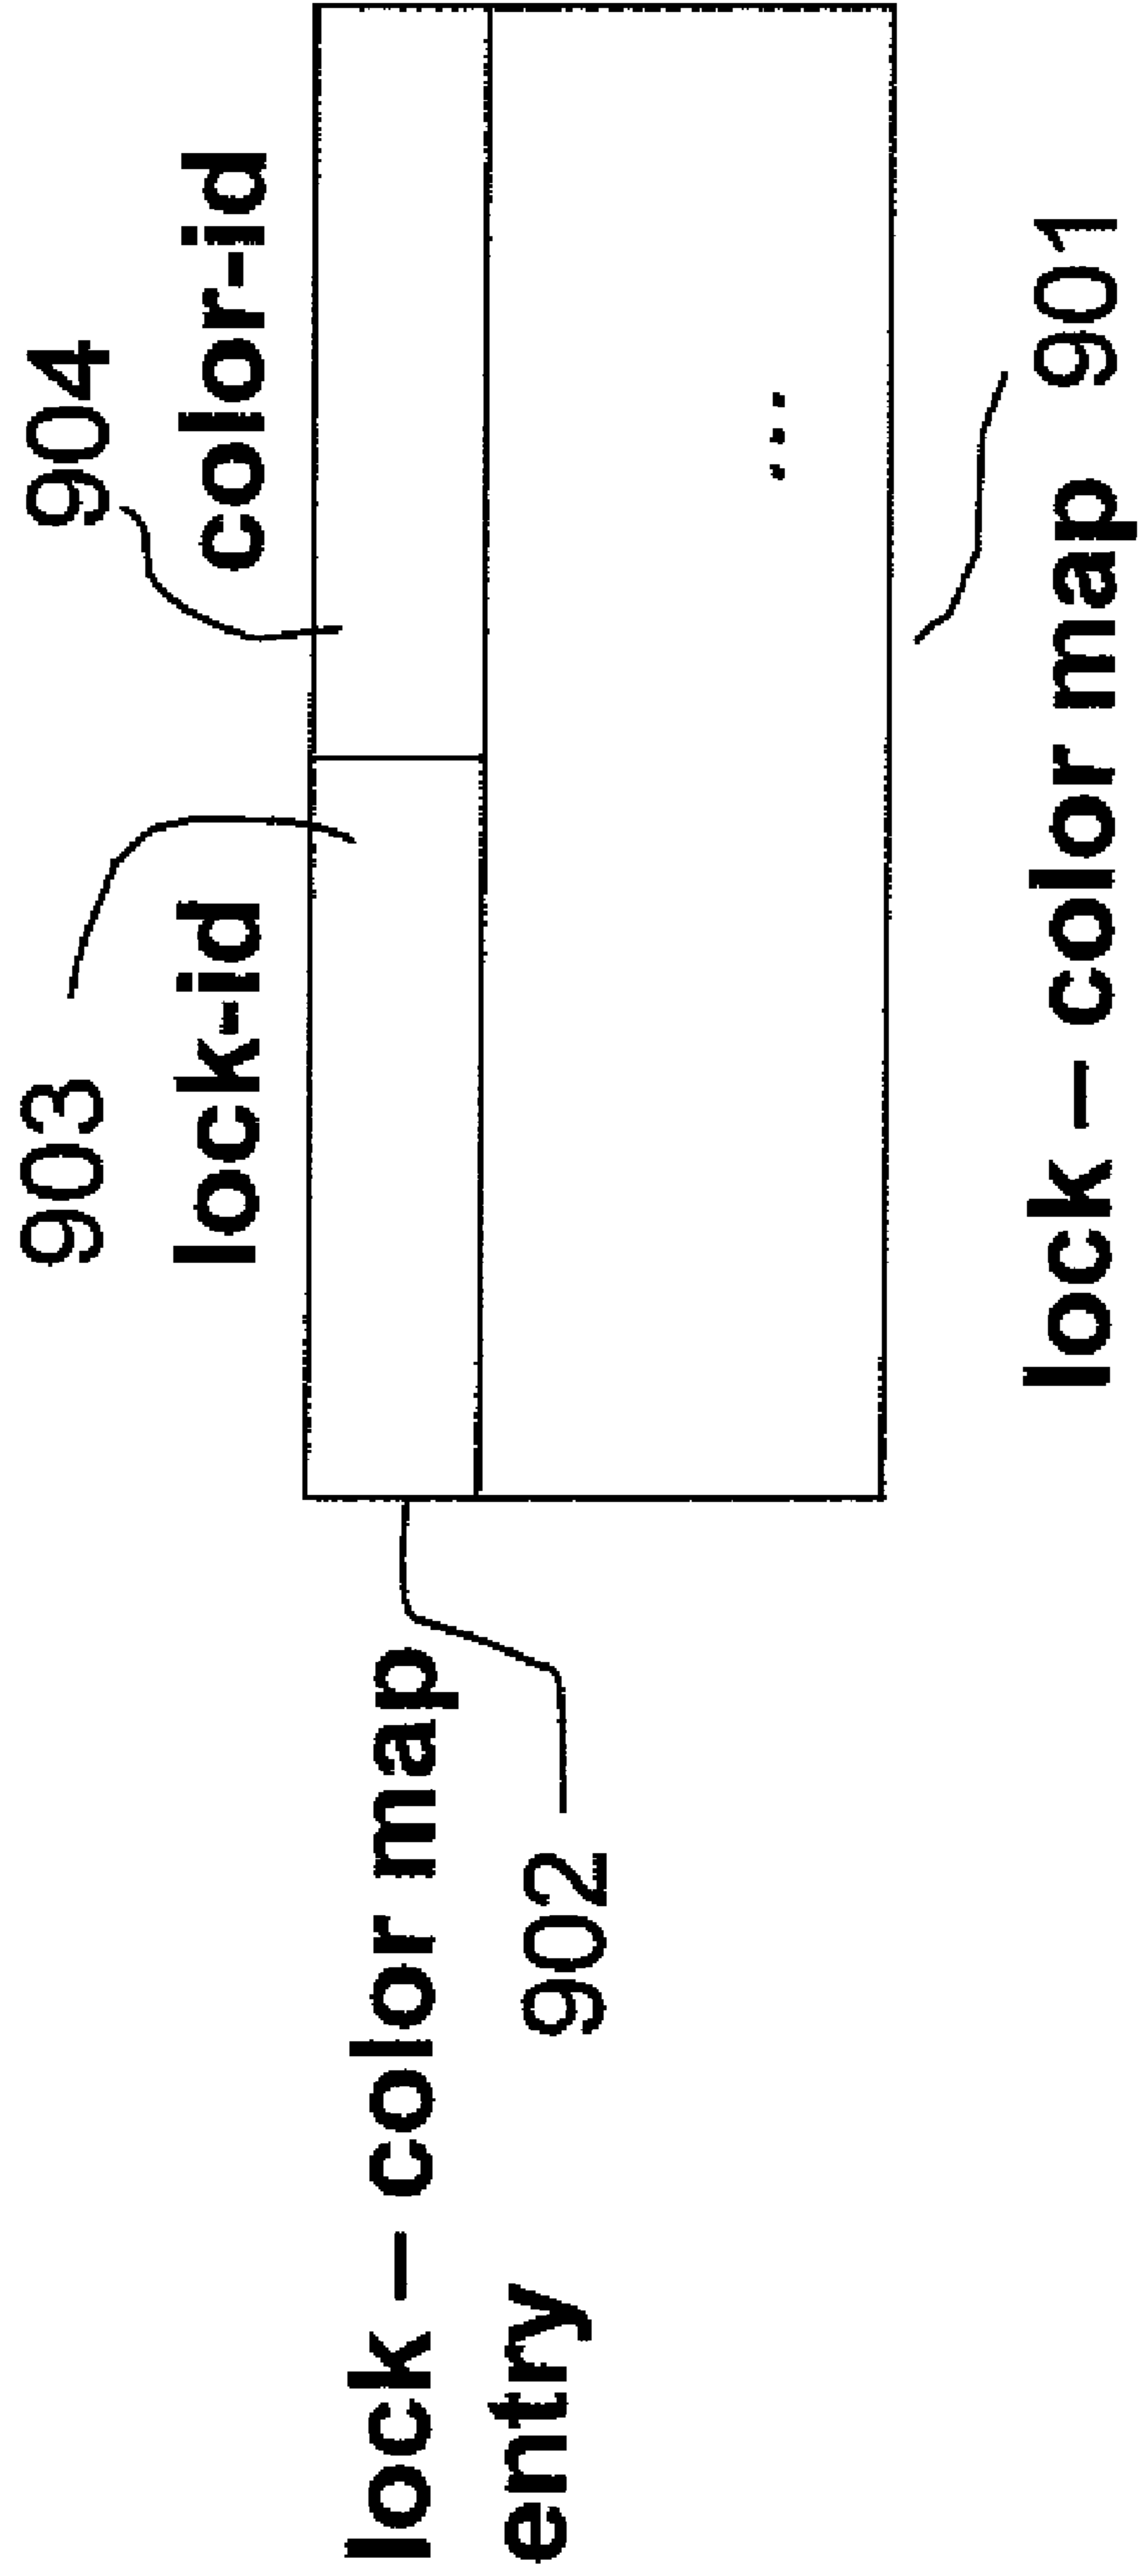 903
904
lock-id
color-id
lock – color map
entry
902
...
lock – color map
901